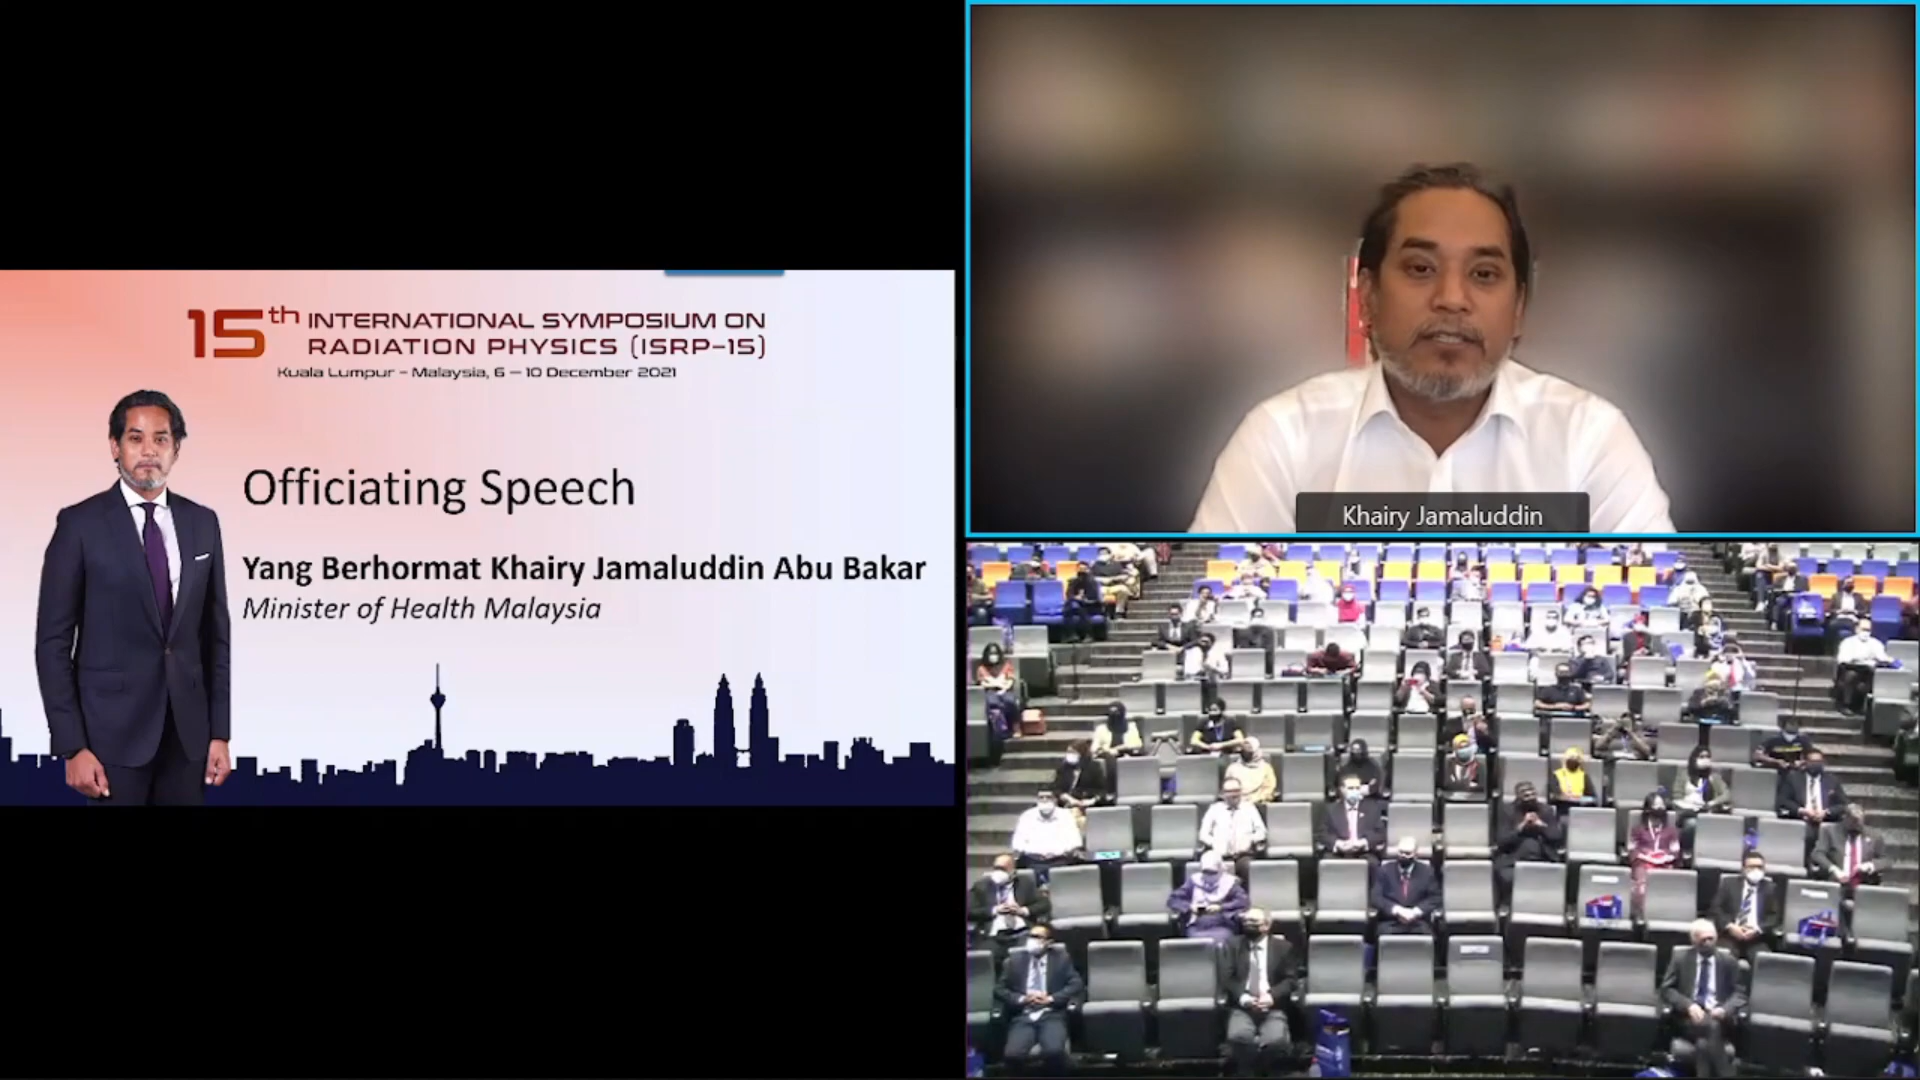 15th INTERNATIONAL SYMPOSIUM ON
RADIATION PHYSICS (ISRP-15)
Kuala Lumpur - Malaysia, 6 – 10 December 2021
Officiating Speech
Yang Berhormat Khairy Jamaluddin Abu Bakar
Minister of Health Malaysia
Khairy Jamaluddin